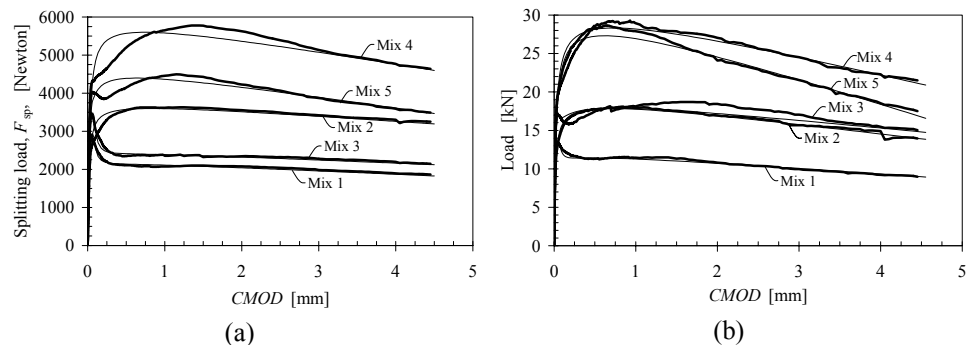 Splitting load, F_sp, [Newton]
6000
5000
4000
3000
2000
1000
0
0 1 2 3 4 5
CMOD [mm]
Mix 4
Mix 5
Mix 2
Mix 3
Mix 1
(a)
Load [kN]
30
25
20
15
10
5
0
0 1 2 3 4 5
CMOD [mm]
Mix 4
Mix 5
Mix 3
Mix 2
Mix 1
(b)